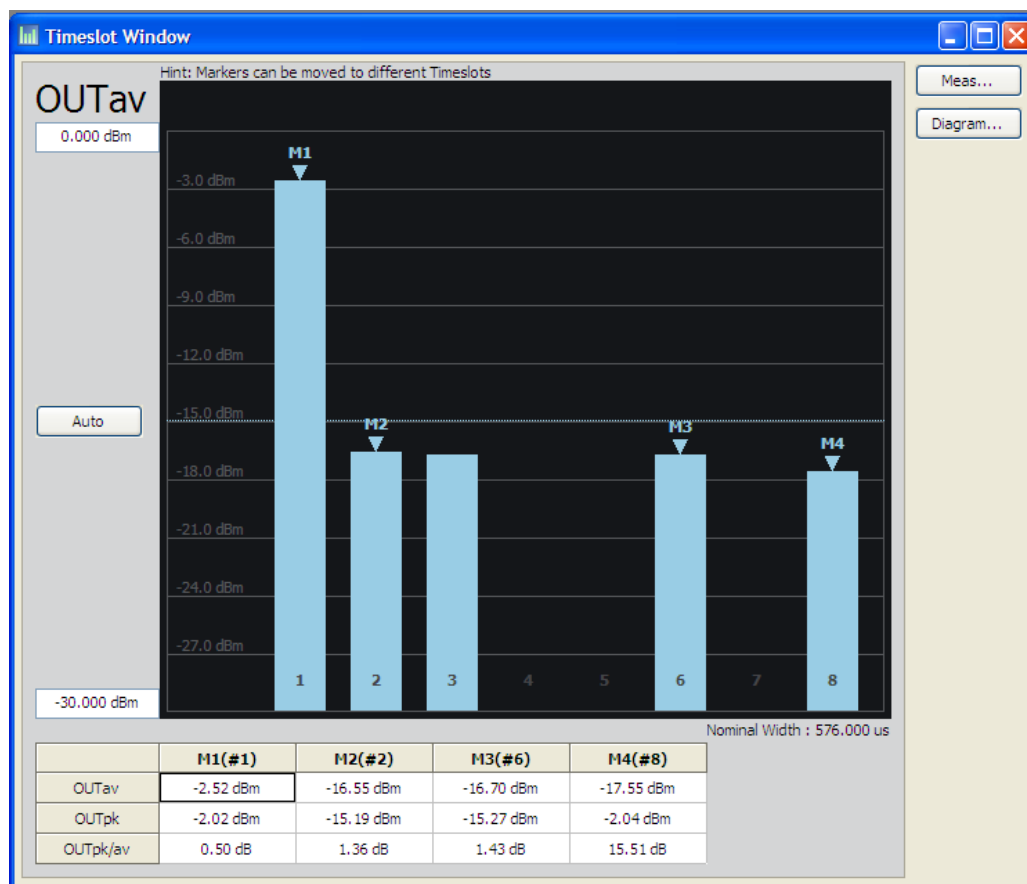 Timeslot Window
Hint: Markers can be moved to different Timeslots
Meas...
Diagram...
OUTav
0.000 dBm
M1
-3.0 dBm
-6.0 dBm
-9.0 dBm
-12.0 dBm
-15.0 dBm
Auto
M2
M3
M4
-18.0 dBm
-21.0 dBm
-24.0 dBm
-27.0 dBm
1 2 3 4 5 6 7 8
-30.000 dBm
Nominal Width : 576.000 us
M1(#1) M2(#2) M3(#6) M4(#8)
OUTav -2.52 dBm -16.55 dBm -16.70 dBm -17.55 dBm
OUTpk -2.02 dBm -15.19 dBm -15.27 dBm -2.04 dBm
OUTpk/av 0.50 dB 1.36 dB 1.43 dB 15.51 dB